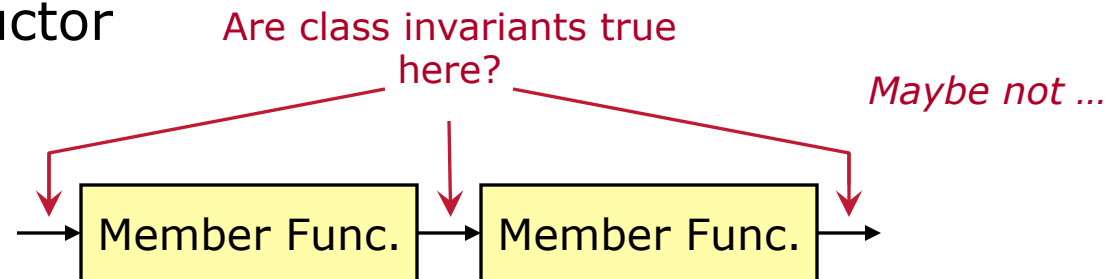 uctor
Are class invariants true
here?
Maybe not …
Member Func.
Member Func.